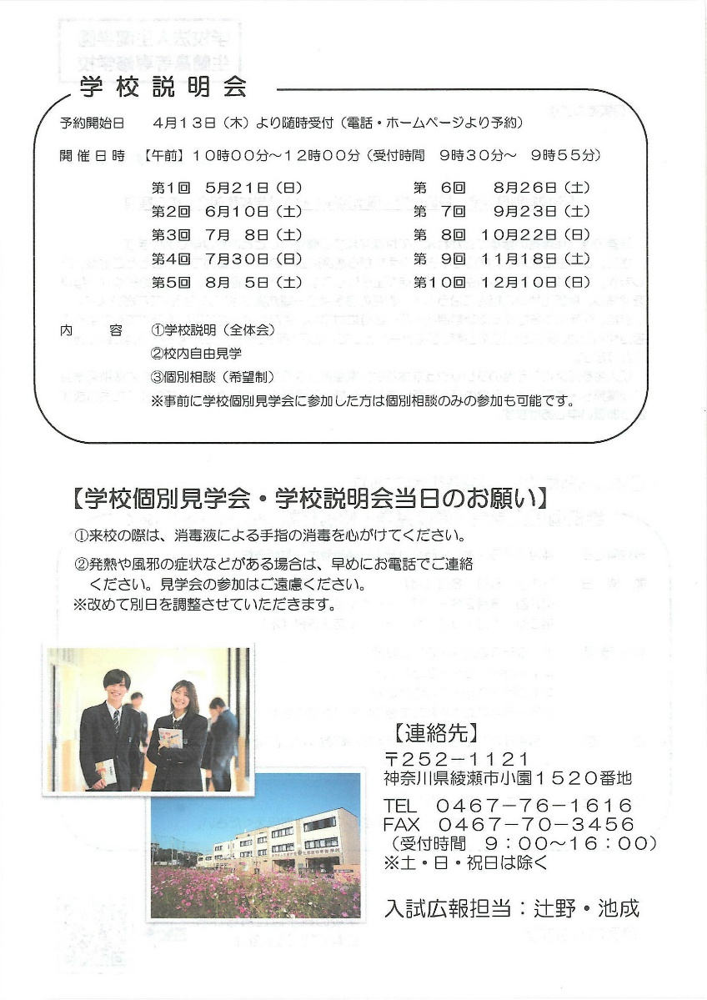 学校説明会
予約開始日　４月１３日（木）より随時受付（電話・ホームページより予約）
開催日時　【午前】１０時００分～１２時００分（受付時間　９時３０分～　９時５５分）
第１回　５月２１日（日）　第　６回　８月２６日（土）
第２回　６月１０日（土）　第　７回　９月２３日（土）
第３回　７月　８日（土）　第　８回　１０月２２日（日）
第４回　７月３０日（日）　第　９回　１１月１８日（土）
第５回　８月　５日（土）　第１０回　１２月１０日（日）
内　　容　①学校説明（全体会）
②校内自由見学
③個別相談（希望制）
※事前に学校個別見学会に参加した方は個別相談のみの参加も可能です。
【学校個別見学会・学校説明会当日のお願い】
①来校の際は、消毒液による手指の消毒を心がけてください。
②発熱や風邪の症状などがある場合は、早めにお電話でご連絡
ください。見学会の参加はご遠慮ください。
※改めて別日を調整させていただきます。
【連絡先】
〒２５２－１１２１
神奈川県綾瀬市小園１５２０番地
TEL　０４６７－７６－１６１６
FAX　０４６７－７０－３４５６
（受付時間　９：００～１６：００）
※土・日・祝日は除く
入試広報担当：辻野・池成